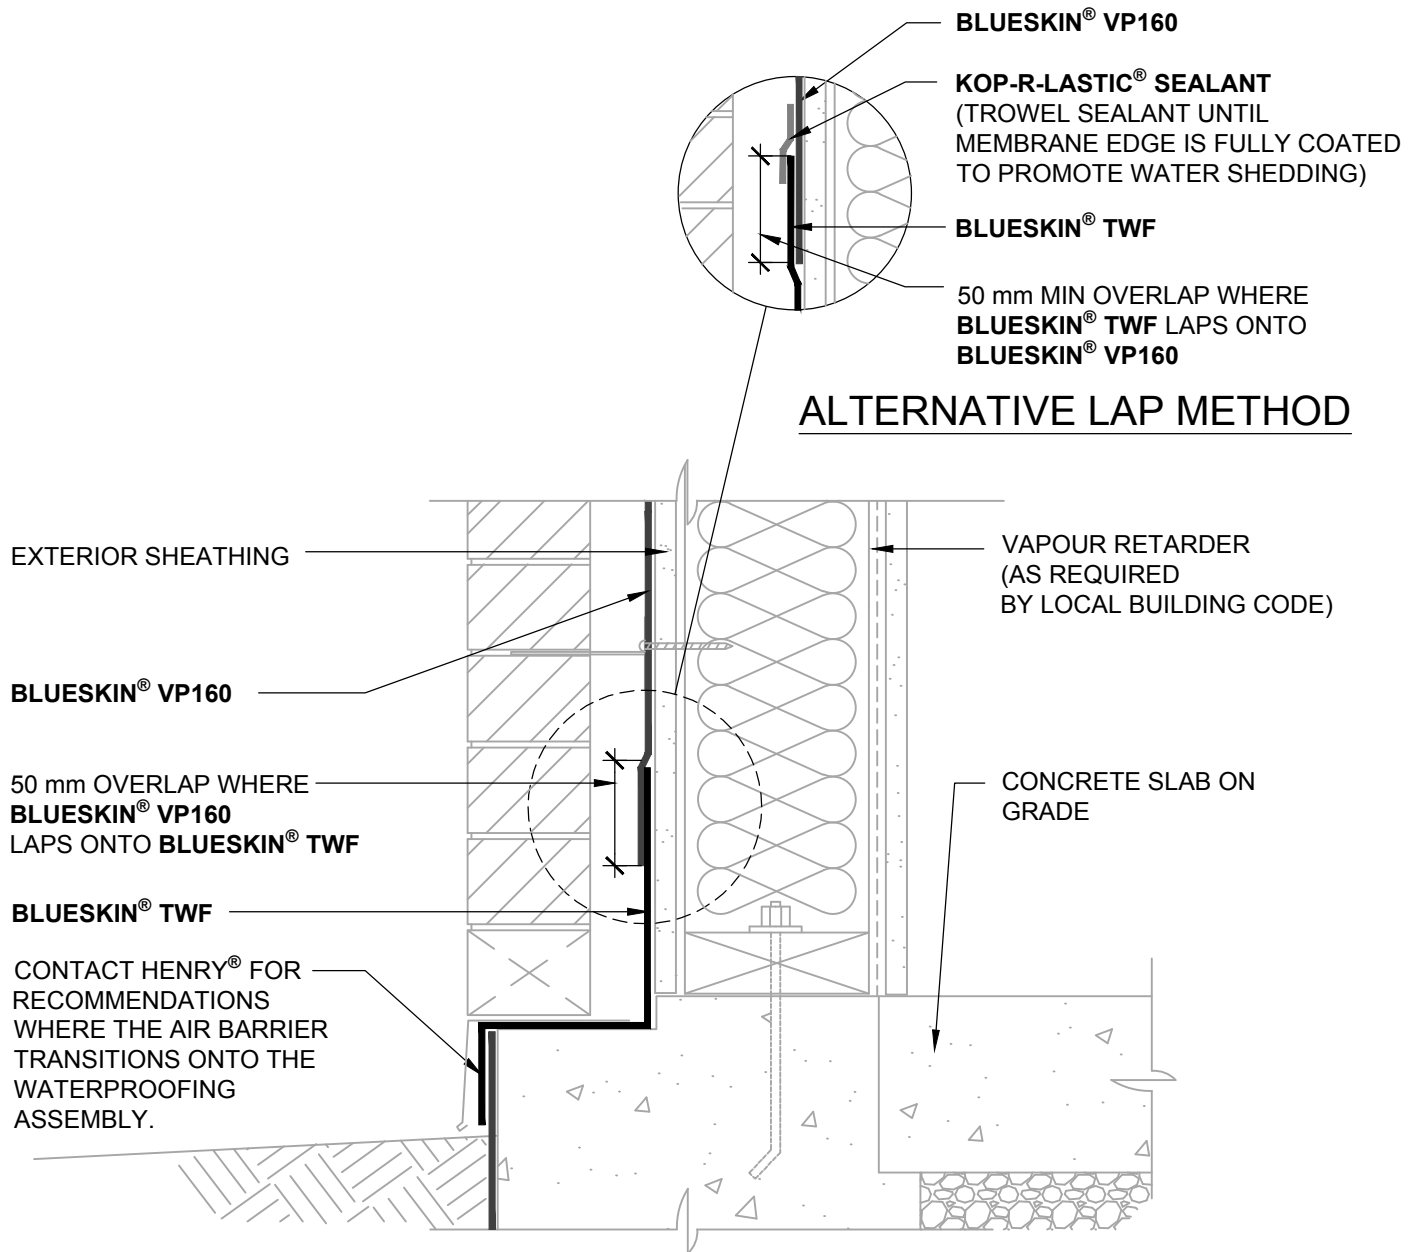 BLUESKIN® VP160
KOP-R-LASTIC® SEALANT
(TROWEL SEALANT UNTIL
MEMBRANE EDGE IS FULLY COATED
TO PROMOTE WATER SHEDDING)
BLUESKIN® TWF
50 mm MIN OVERLAP WHERE
BLUESKIN® TWF LAPS ONTO
BLUESKIN® VP160
ALTERNATIVE LAP METHOD
EXTERIOR SHEATHING
BLUESKIN® VP160
50 mm OVERLAP WHERE
BLUESKIN® VP160
LAPS ONTO BLUESKIN® TWF
BLUESKIN® TWF
CONTACT HENRY® FOR
RECOMMENDATIONS
WHERE THE AIR BARRIER
TRANSITIONS ONTO THE
WATERPROOFING
ASSEMBLY.
VAPOUR RETARDER
(AS REQUIRED
BY LOCAL BUILDING CODE)
CONCRETE SLAB ON
GRADE